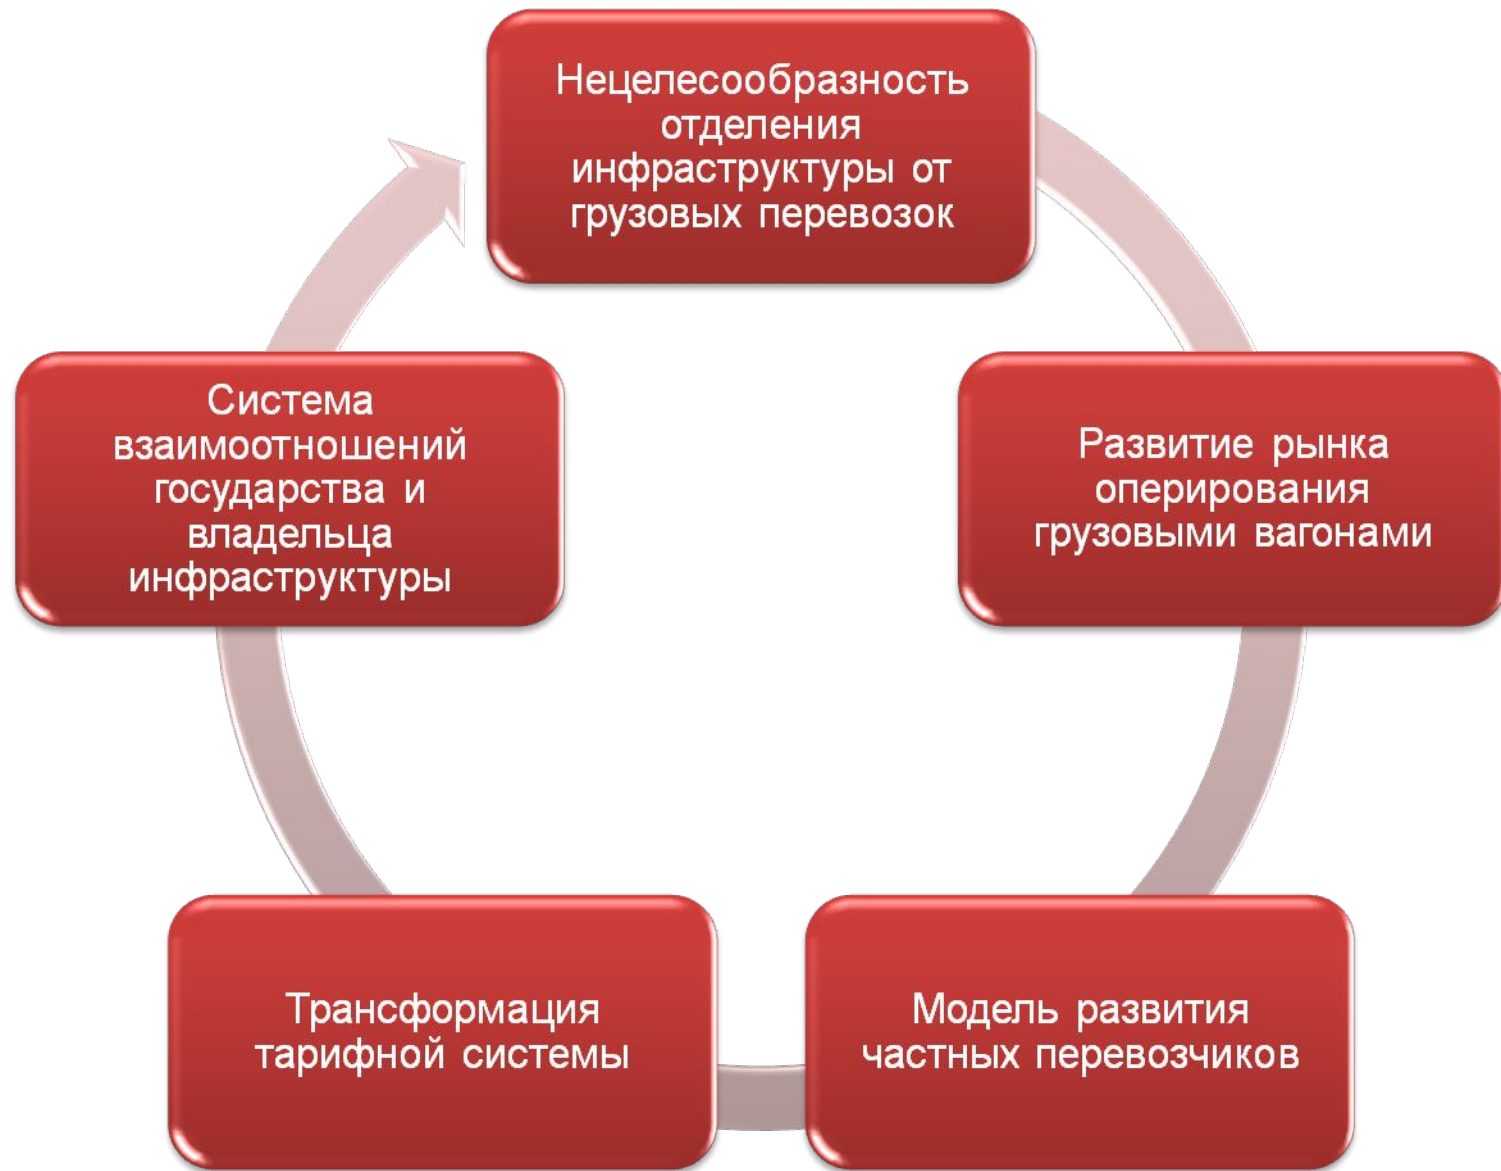 Нецелесообразность
отделения
инфраструктуры от
грузовых перевозок
Развитие рынка
оперирования
грузовыми вагонами
Модель развития
частных перевозчиков
Трансформация
тарифной системы
Система
взаимоотношений
государства и
владельца
инфраструктуры